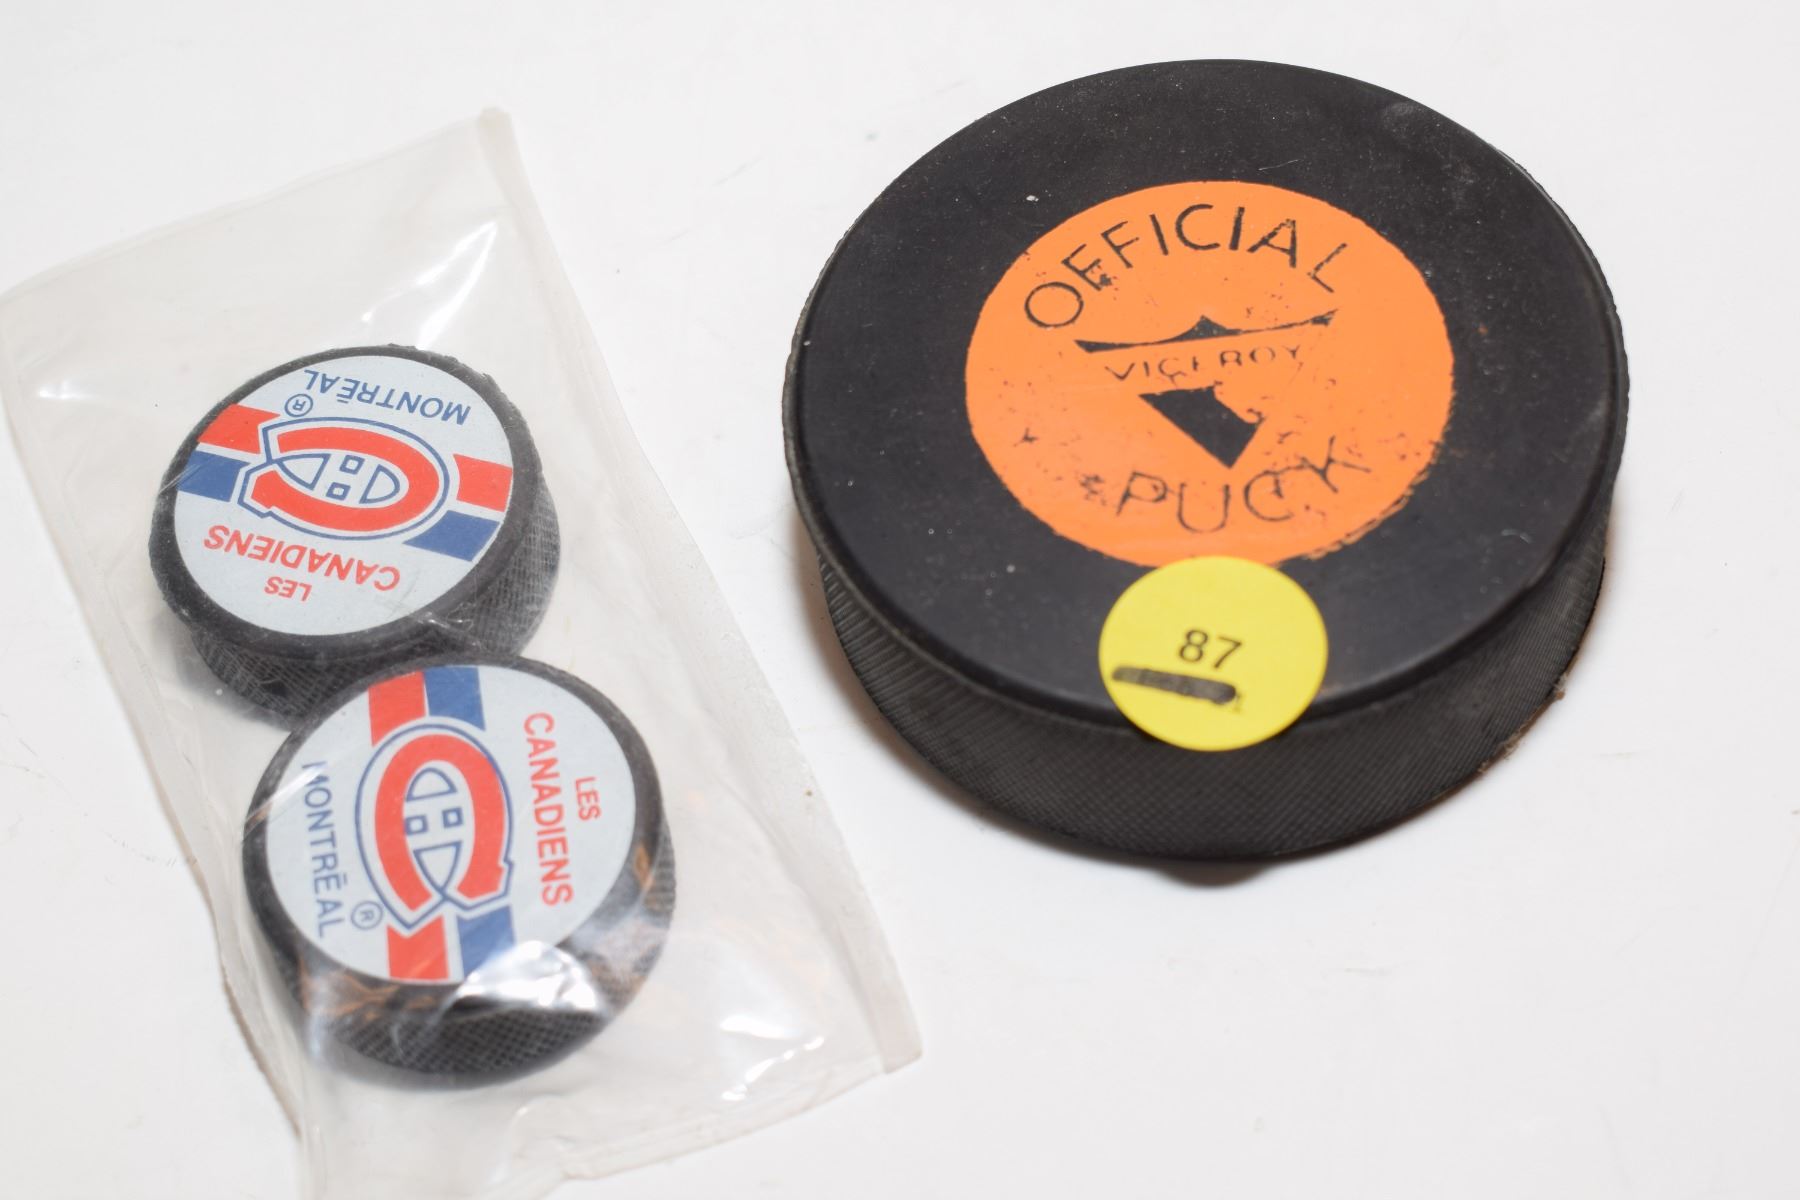 MONTRÉAL
®
LES
CANADIENS
LES
CANADIENS
MONTRÉAL
®
OFFICIAL
VICEROY
PUCK
87